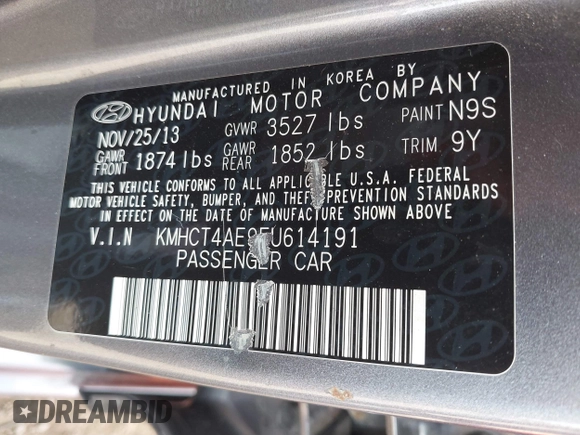 MANUFACTURED IN KOREA BY
HYUNDAI MOTOR COMPANY
NOV/25/13 GVWR 3527 lbs PAINT N9S
GAWR FRONT 1874 lbs GAWR REAR 1852 lbs TRIM 9Y
THIS VEHICLE CONFORMS TO ALL APPLICABLE U.S.A. FEDERAL
MOTOR VEHICLE SAFETY, BUMPER, AND THEFT PREVENTION STANDARDS
IN EFFECT ON THE DATE OF MANUFACTURE SHOWN ABOVE
V.I.N
PASSENGER CAR
DREAMBID